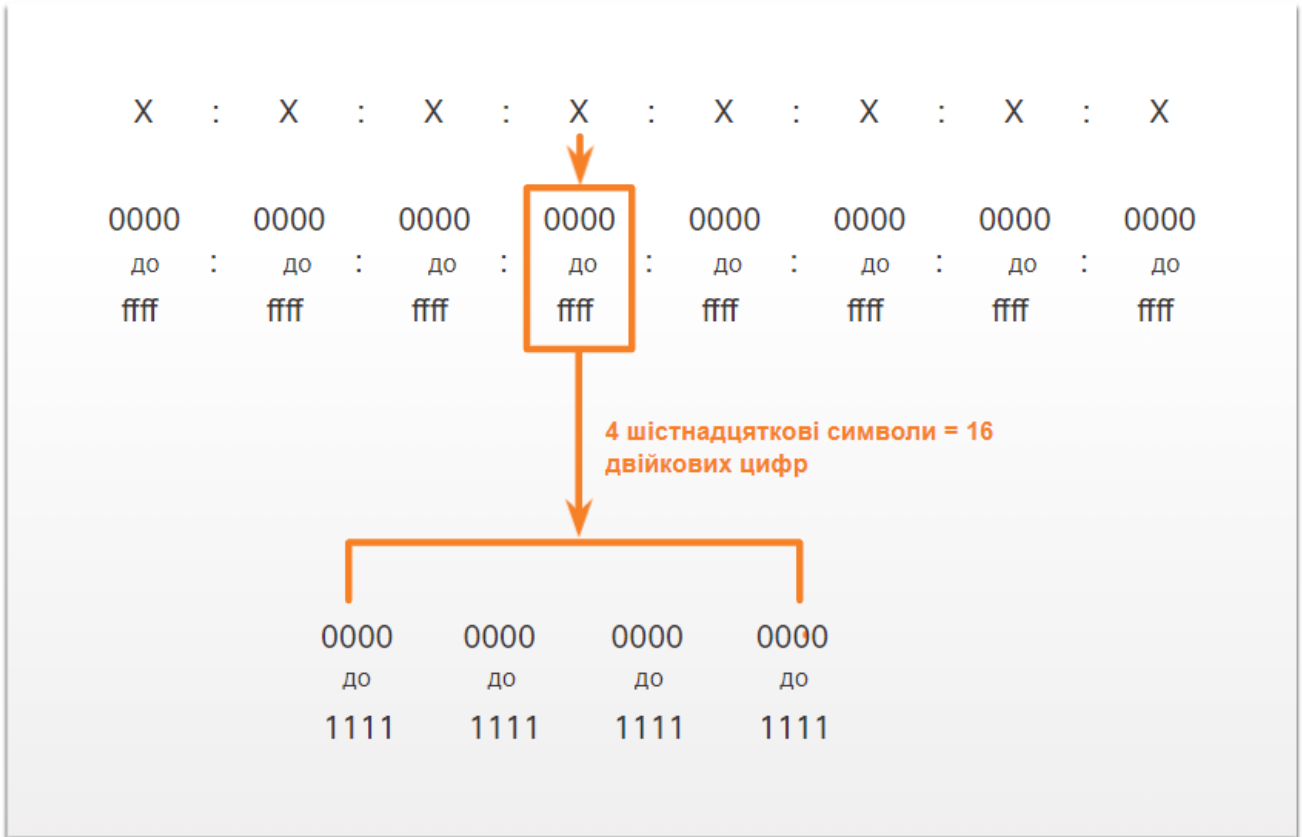 X : X : X : X : X : X : X : X
0000 0000 0000 0000 0000 0000 0000 0000
до : до : до : до : до : до : до : до
ffff ffff ffff ffff ffff ffff ffff ffff
4 шістнадцяткові символи = 16
двійкових цифр
0000 0000 0000 0000
до до до до
1111 1111 1111 1111